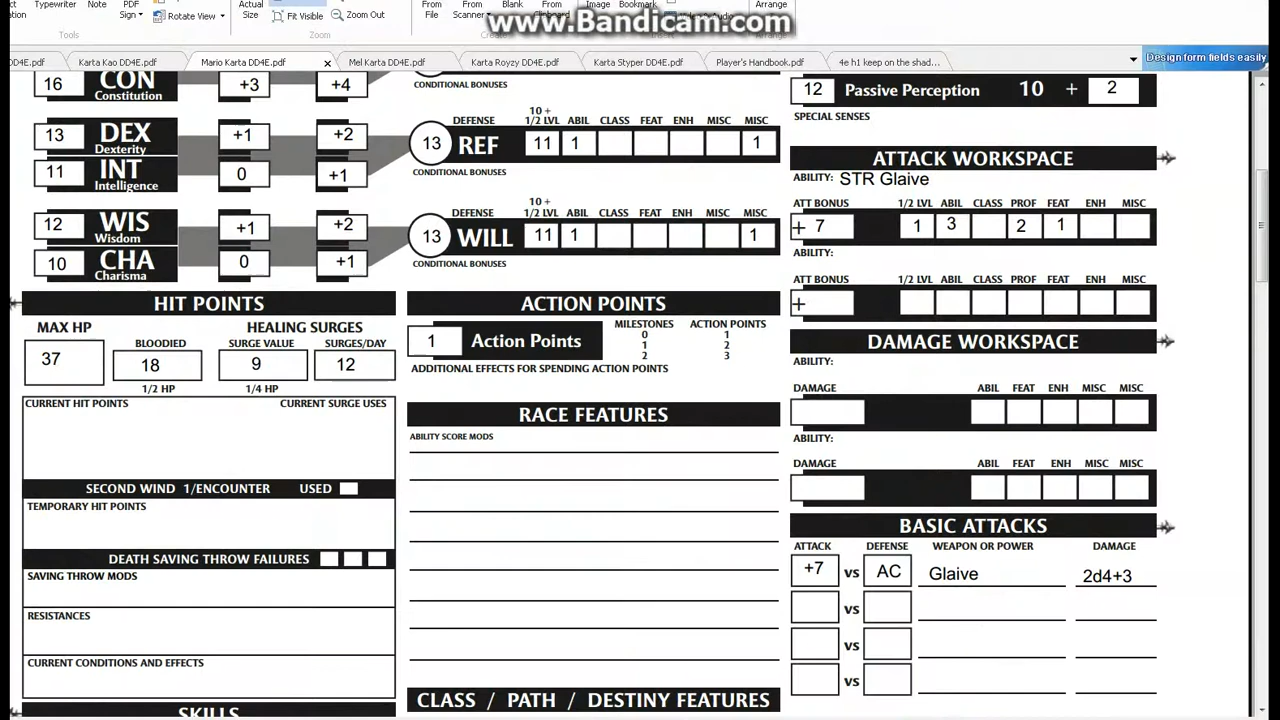 www.Bandicam.com
Typewriter
Note
PDF
Sign
Rotate View
Actual
Size
Fit Visible
Zoom Out
From
File
From
Scanner
Blank
From
Clipboard
Image
Bookmark
Arrange
Tools
Zoom
Insert
Arrange
DD4E.pdf
Karta Kao DD4E.pdf
Mario Karta DD4E.pdf
Mel Karta DD4E.pdf
Karta Royzy DD4E.pdf
Karta Styper DD4E.pdf
Player's Handbook.pdf
4e h1 keep on the shad...
Design form fields easily
16 CON Constitution +3 +4
13 DEX Dexterity +1 +2
11 INT Intelligence 0 +1
12 WIS Wisdom +1 +2
10 CHA Charisma 0 +1
HIT POINTS
MAX HP HEALING SURGES
BLOODIED SURGE VALUE SURGES/DAY
37 18 9 12
1/2 HP 1/4 HP
CURRENT HIT POINTS CURRENT SURGE USES
SECOND WIND 1/ENCOUNTER USED
TEMPORARY HIT POINTS
DEATH SAVING THROW FAILURES
SAVING THROW MODS
RESISTANCES
CURRENT CONDITIONS AND EFFECTS
SKILLS
CONDITIONAL BONUSES
10 +
DEFENSE 1/2 LVL ABIL CLASS FEAT ENH MISC MISC
13 REF 11 1 1
CONDITIONAL BONUSES
10 +
DEFENSE 1/2 LVL ABIL CLASS FEAT ENH MISC MISC
13 WILL 11 1 1
CONDITIONAL BONUSES
ACTION POINTS
MILESTONES ACTION POINTS
1 Action Points
0 1
1 2
2 3
ADDITIONAL EFFECTS FOR SPENDING ACTION POINTS
RACE FEATURES
ABILITY SCORE MODS
CLASS / PATH / DESTINY FEATURES
12 Passive Perception 10 + 2
SPECIAL SENSES
ATTACK WORKSPACE
ABILITY: STR Glaive
ATT BONUS 1/2 LVL ABIL CLASS PROF FEAT ENH MISC
+ 7 1 3 2 1
ABILITY:
ATT BONUS 1/2 LVL ABIL CLASS PROF FEAT ENH MISC
+
DAMAGE WORKSPACE
ABILITY:
DAMAGE ABIL FEAT ENH MISC MISC
ABILITY:
DAMAGE ABIL FEAT ENH MISC MISC
BASIC ATTACKS
ATTACK DEFENSE WEAPON OR POWER DAMAGE
+7 vs AC Glaive 2d4+3
vs
vs
vs